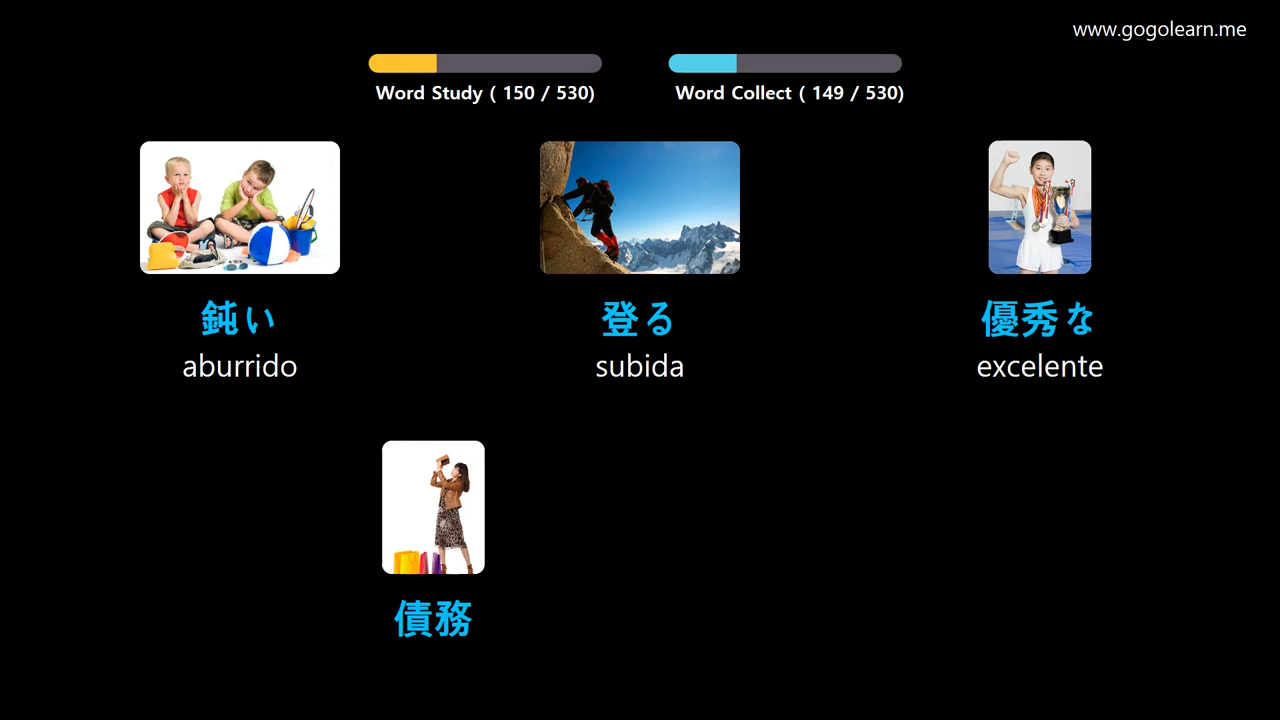 www.gogolearn.me
Word Study ( 150 / 530)
Word Collect ( 149 / 530)
鈍い
aburrido
登る
subida
優秀な
excelente
債務